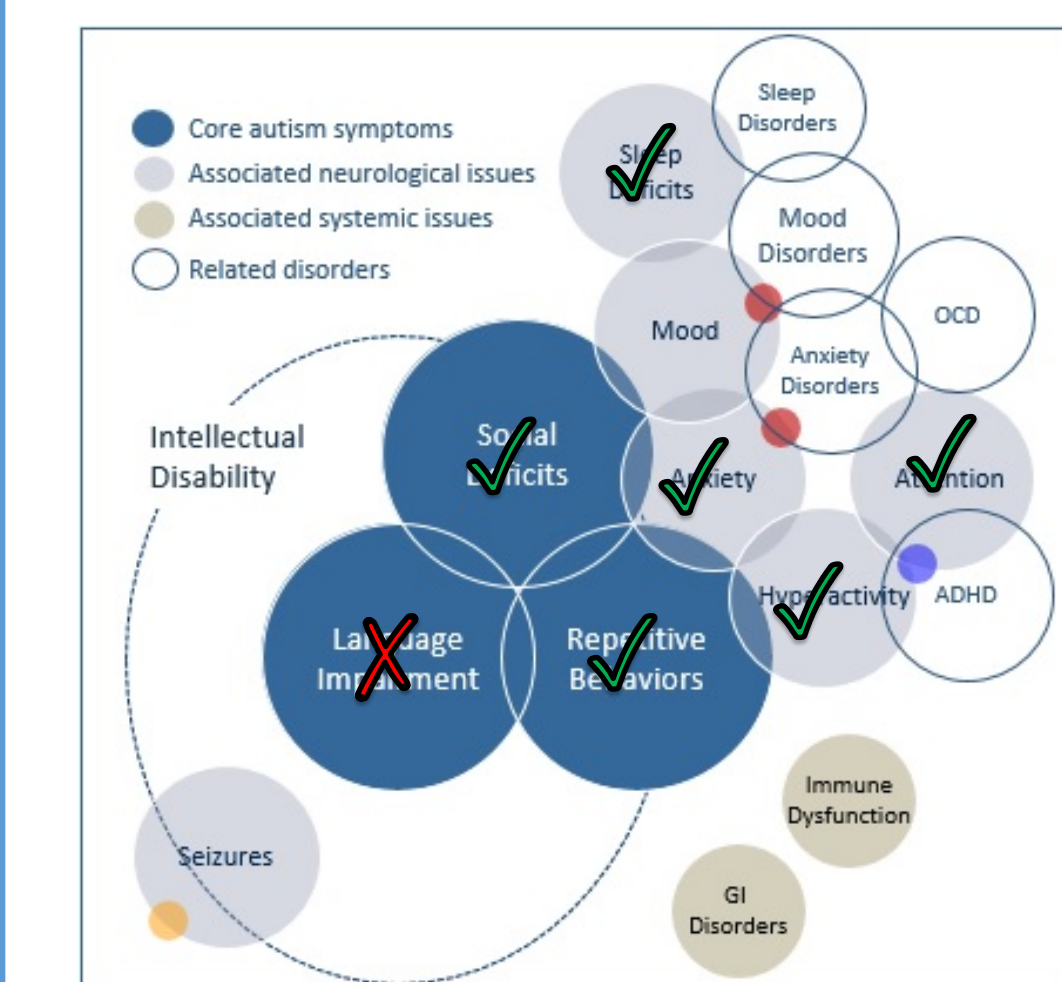 Core autism symptoms
Associated neurological issues
Associated systemic issues
Related disorders
Sleep
Disorders
Sleep
Deficits
Mood
Disorders
Mood
OCD
Anxiety
Disorders
Intellectual
Disability
Social
Deficits
Anxiety
Attention
Language
Impairment
Repetitive
Behaviors
Hyperactivity
ADHD
Immune
Dysfunction
Seizures
GI
Disorders